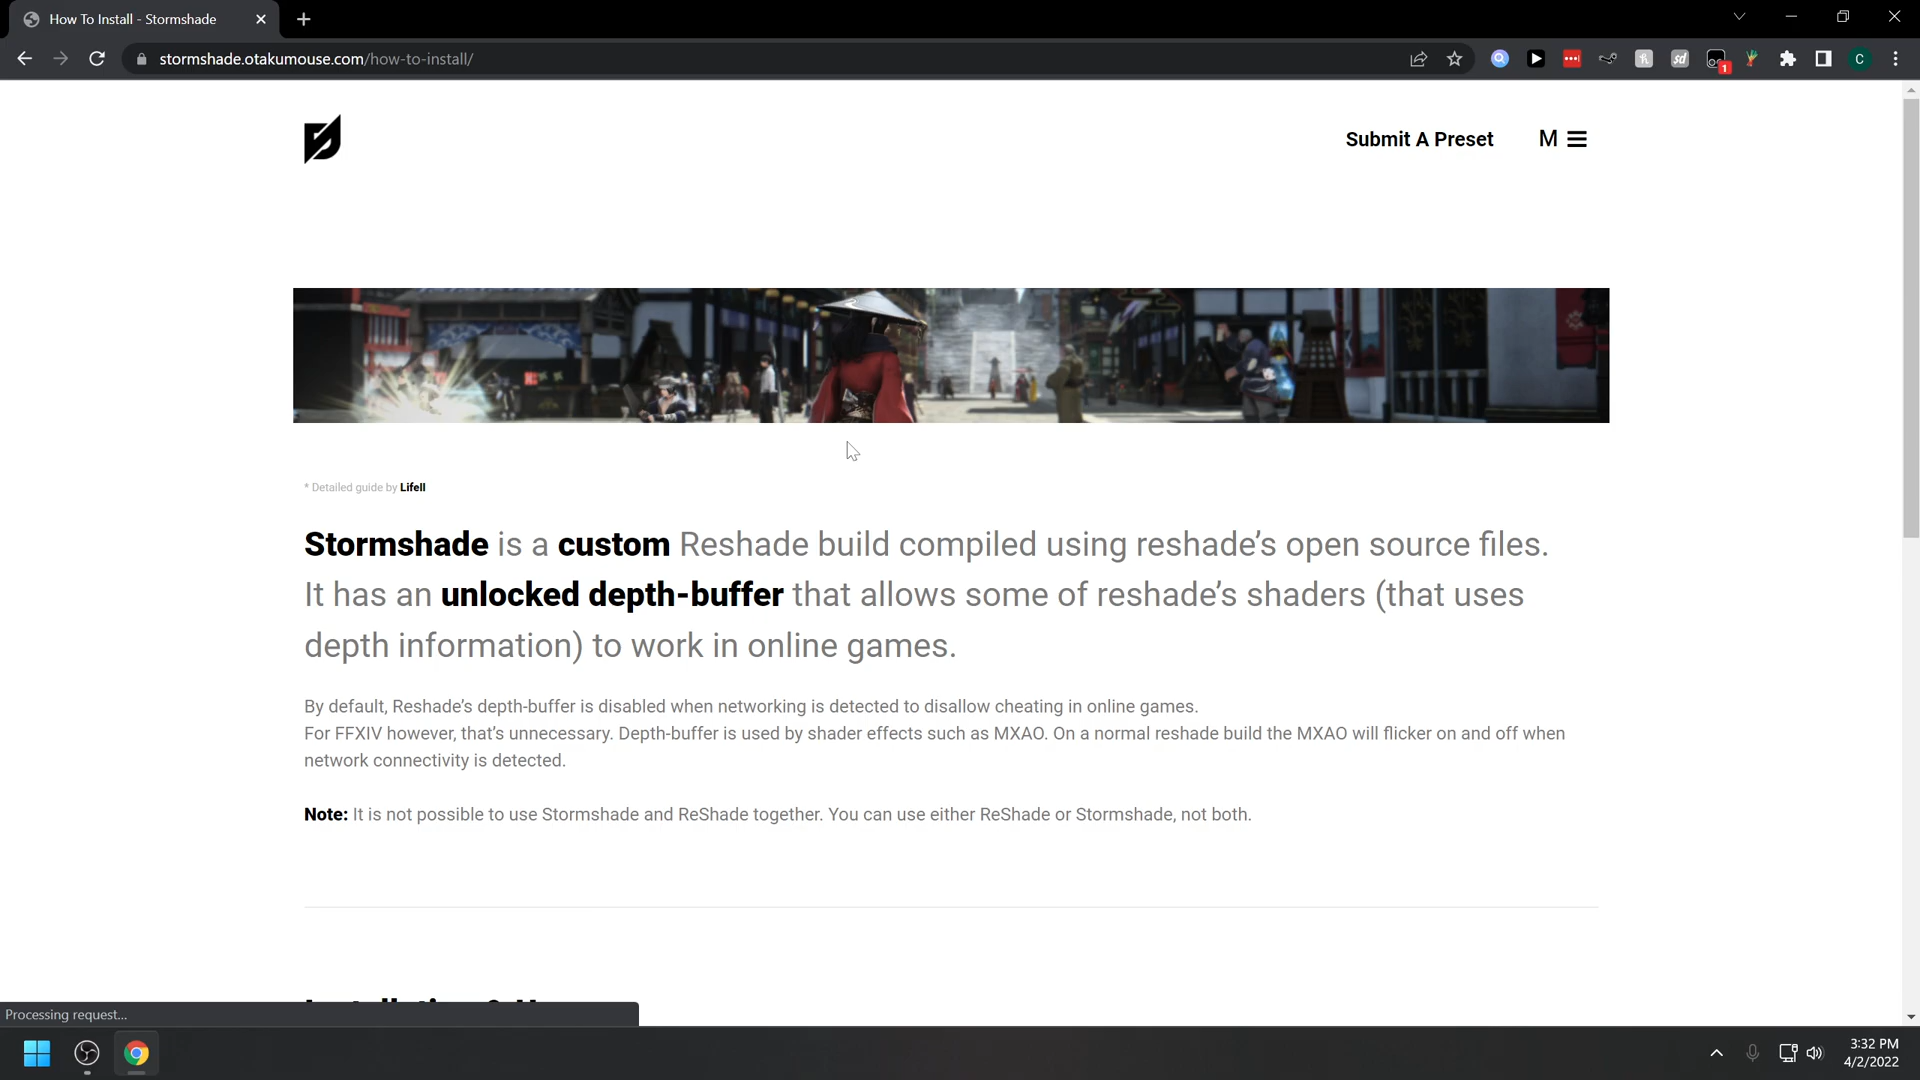 How To Install - Stormshade
stormshade.otakumouse.com/how-to-install/
sd
1
C
Submit A Preset M
* Detailed guide by Lifell
Stormshade is a custom Reshade build compiled using reshade’s open source files.
It has an unlocked depth-buffer that allows some of reshade’s shaders (that uses
depth information) to work in online games.
By default, Reshade’s depth-buffer is disabled when networking is detected to disallow cheating in online games.
For FFXIV however, that’s unnecessary. Depth-buffer is used by shader effects such as MXAO. On a normal reshade build the MXAO will flicker on and off when
network connectivity is detected.
Note: It is not possible to use Stormshade and ReShade together. You can use either ReShade or Stormshade, not both.
Processing request...
3:32 PM
4/2/2022